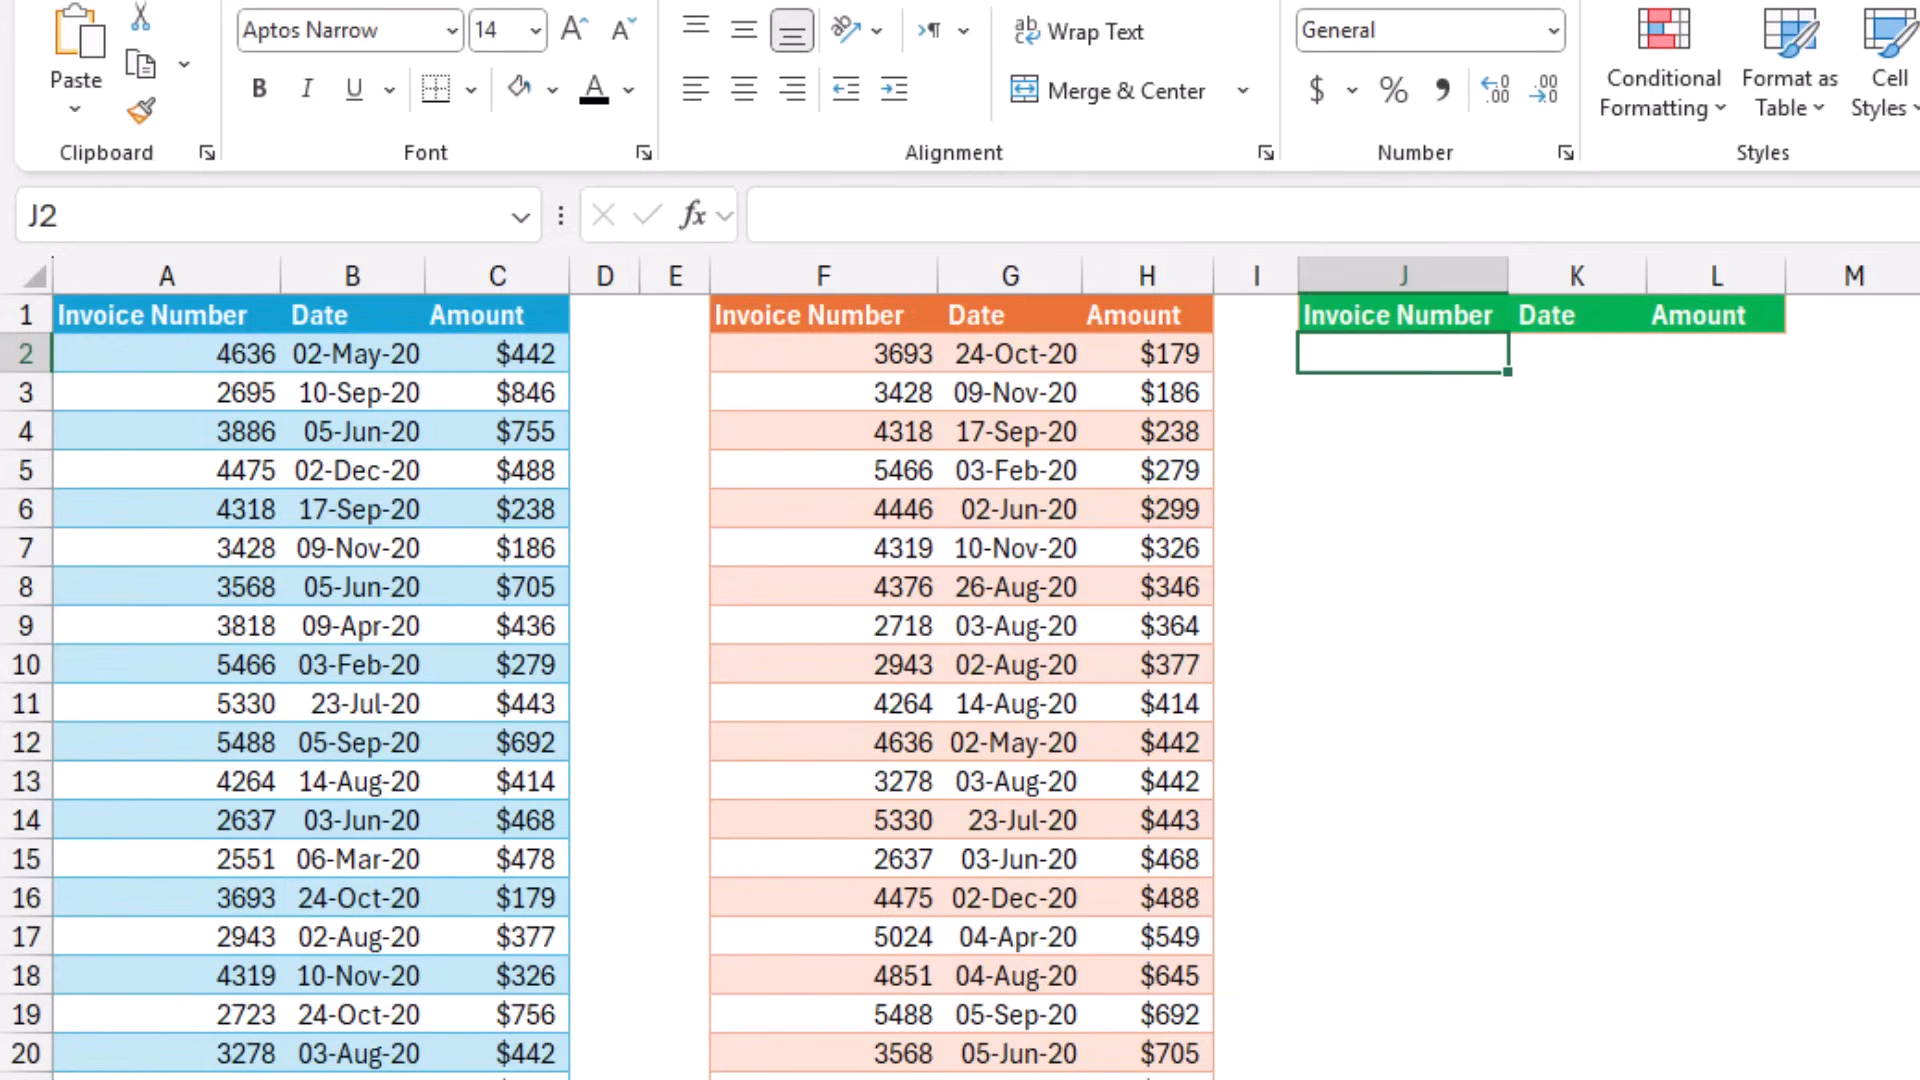 Paste
Clipboard
Aptos Narrow
14
A A
B I U A
Font
ab Wrap Text
Merge & Center
Alignment
General
$ % 9 .00 .00
Number
Conditional Formatting
Format as Table
Cell Styles
Styles
J2
fx
A B C D E F G H I J K L M
1 Invoice Number Date Amount Invoice Number Date Amount Invoice Number Date Amount
2 4636 02-May-20 $442 3693 24-Oct-20 $179
3 2695 10-Sep-20 $846 3428 09-Nov-20 $186
4 3886 05-Jun-20 $755 4318 17-Sep-20 $238
5 4475 02-Dec-20 $488 5466 03-Feb-20 $279
6 4318 17-Sep-20 $238 4446 02-Jun-20 $299
7 3428 09-Nov-20 $186 4319 10-Nov-20 $326
8 3568 05-Jun-20 $705 4376 26-Aug-20 $346
9 3818 09-Apr-20 $436 2718 03-Aug-20 $364
10 5466 03-Feb-20 $279 2943 02-Aug-20 $377
11 5330 23-Jul-20 $443 4264 14-Aug-20 $414
12 5488 05-Sep-20 $692 4636 02-May-20 $442
13 4264 14-Aug-20 $414 3278 03-Aug-20 $442
14 2637 03-Jun-20 $468 5330 23-Jul-20 $443
15 2551 06-Mar-20 $478 2637 03-Jun-20 $468
16 3693 24-Oct-20 $179 4475 02-Dec-20 $488
17 2943 02-Aug-20 $377 5024 04-Apr-20 $549
18 4319 10-Nov-20 $326 4851 04-Aug-20 $645
19 2723 24-Oct-20 $756 5488 05-Sep-20 $692
20 3278 03-Aug-20 $442 3568 05-Jun-20 $705